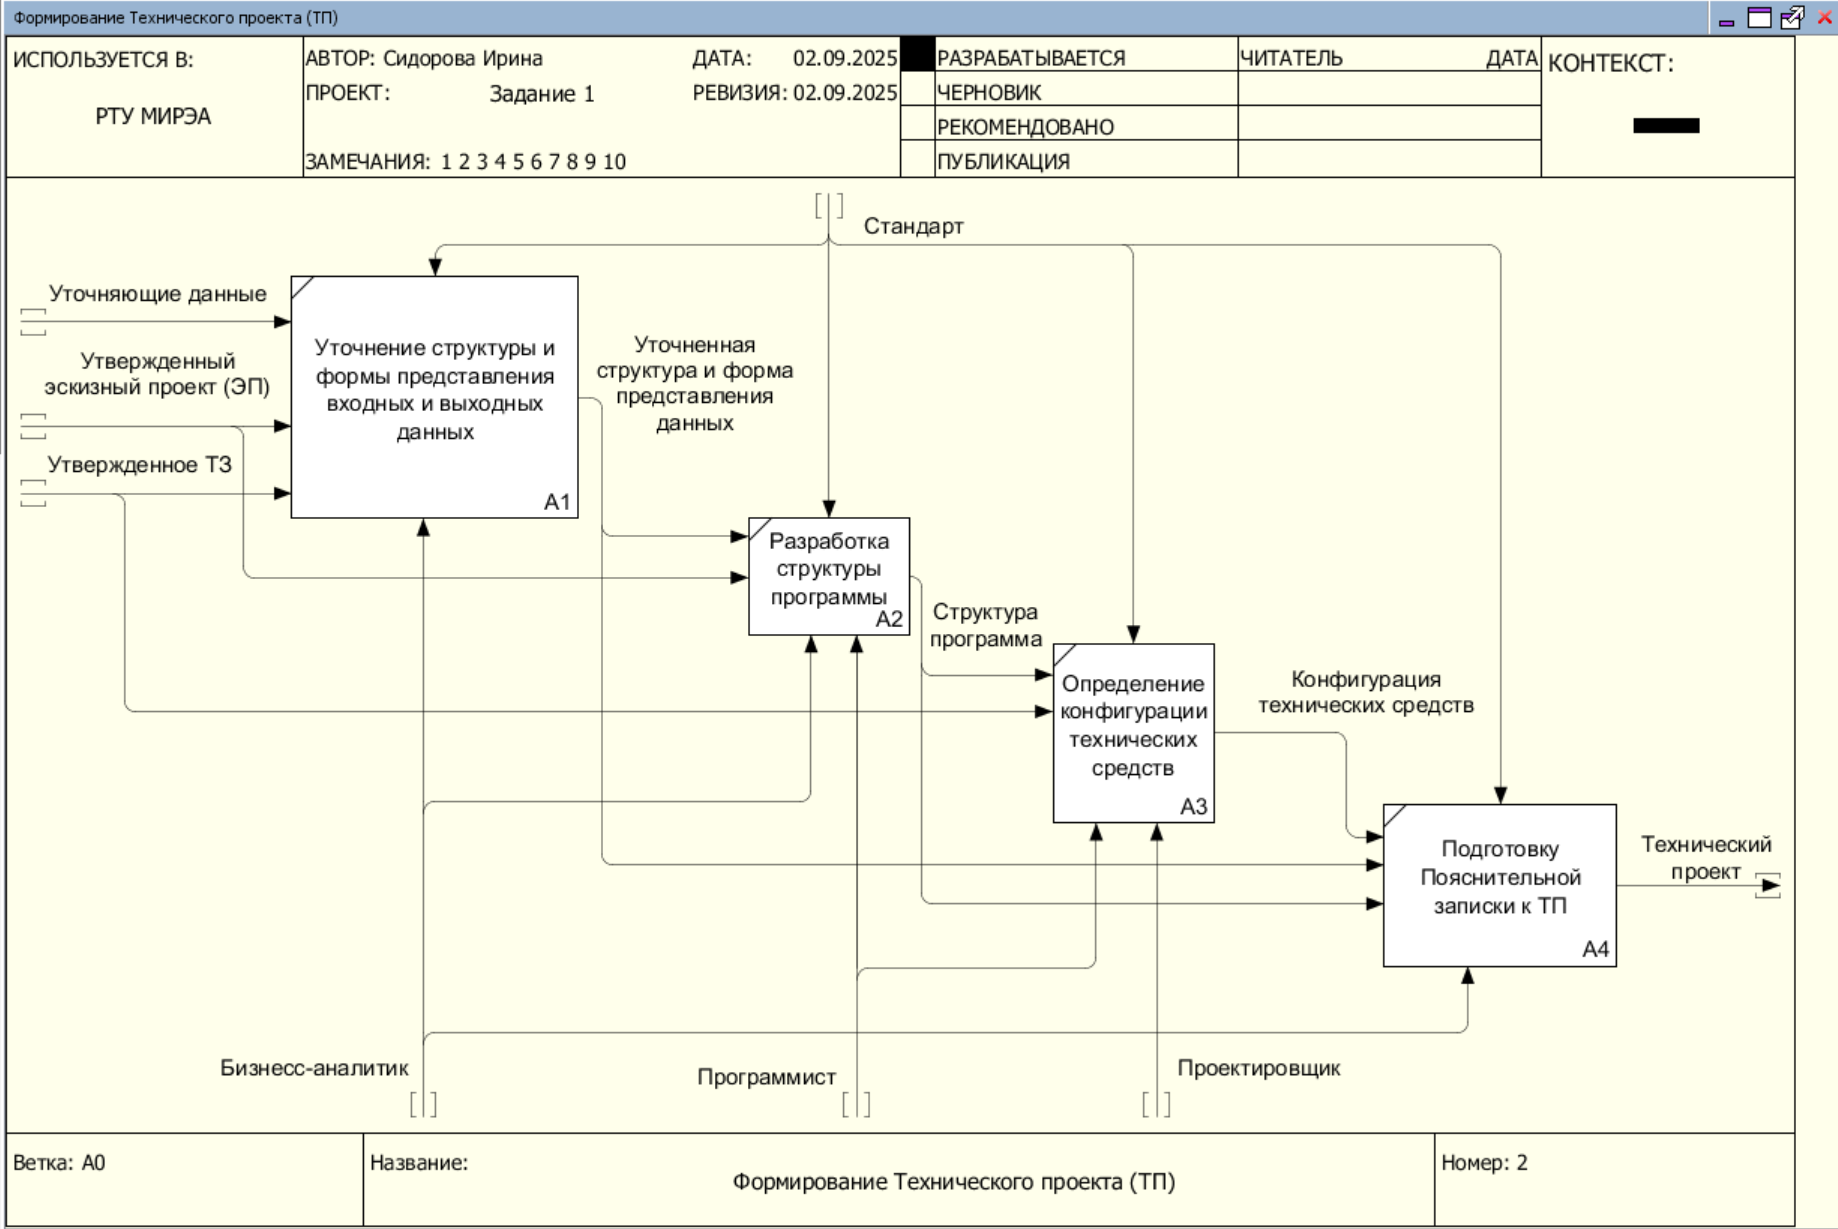 Формирование Технического проекта (ТП)
ИСПОЛЬЗУЕТСЯ В:
РТУ МИРЭА
АВТОР: Сидорова Ирина
ДАТА: 02.09.2025
ПРОЕКТ: Задание 1
РЕВИЗИЯ: 02.09.2025
ЗАМЕЧАНИЯ: 1 2 3 4 5 6 7 8 9 10
РАЗРАБАТЫВАЕТСЯ
ЧЕРНОВИК
РЕКОМЕНДОВАНО
ПУБЛИКАЦИЯ
ЧИТАТЕЛЬ
ДАТА
КОНТЕКСТ:
Стандарт
Уточняющие данные
Утвержденный
эскизный проект (ЭП)
Утвержденное ТЗ
Уточнение структуры и
формы представления
входных и выходных
данных
A1
Уточненная
структура и форма
представления
данных
Разработка
структуры
программы
A2
Структура
программа
Определение
конфигурации
технических
средств
A3
Конфигурация
технических средств
Подготовку
Пояснительной
записки к ТП
A4
Технический
проект
Бизнес-аналитик
Программист
Проектировщик
Ветка: A0
Название:
Формирование Технического проекта (ТП)
Номер: 2